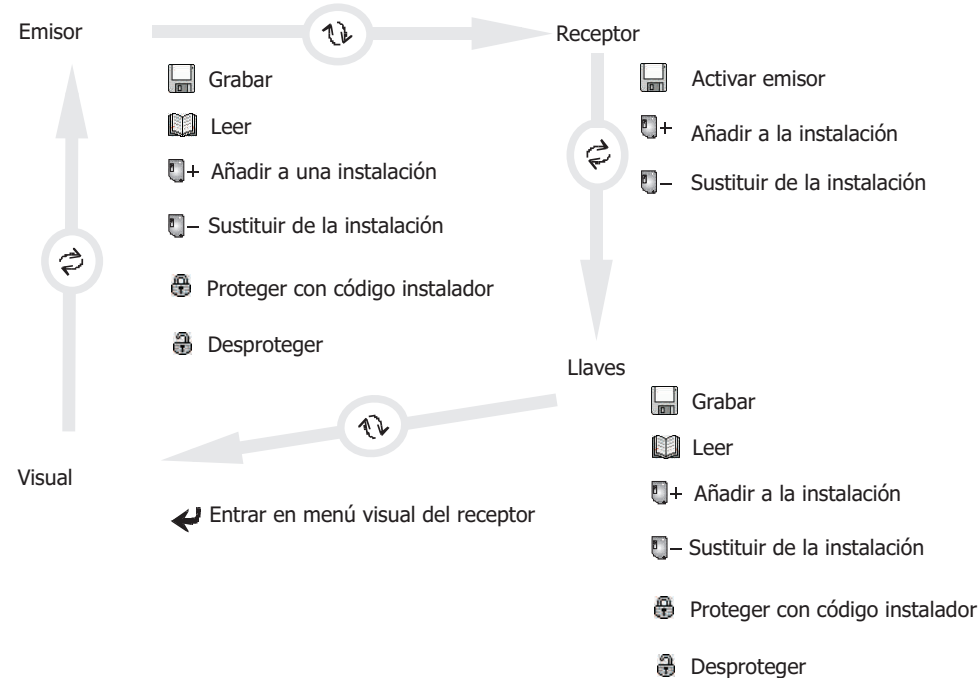 Emisor
Grabar
Leer
+ Añadir a una instalación
– Sustituir de la instalación
Proteger con código instalador
Desproteger
Receptor
Activar emisor
+ Añadir a la instalación
– Sustituir de la instalación
Llaves
Grabar
Leer
+ Añadir a la instalación
– Sustituir de la instalación
Proteger con código instalador
Desproteger
Visual
Entrar en menú visual del receptor